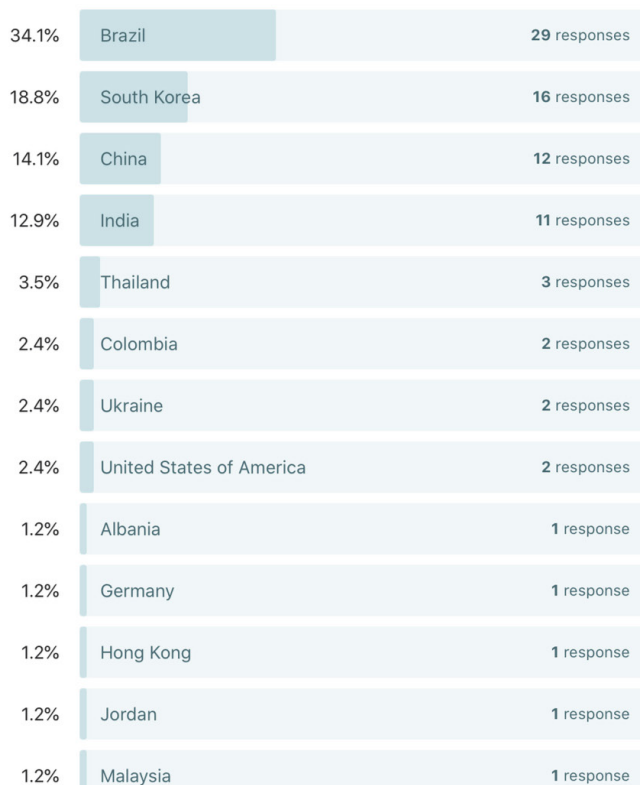 34.1% Brazil 29 responses
18.8% South Korea 16 responses
14.1% China 12 responses
12.9% India 11 responses
3.5% Thailand 3 responses
2.4% Colombia 2 responses
2.4% Ukraine 2 responses
2.4% United States of America 2 responses
1.2% Albania 1 response
1.2% Germany 1 response
1.2% Hong Kong 1 response
1.2% Jordan 1 response
1.2% Malaysia 1 response